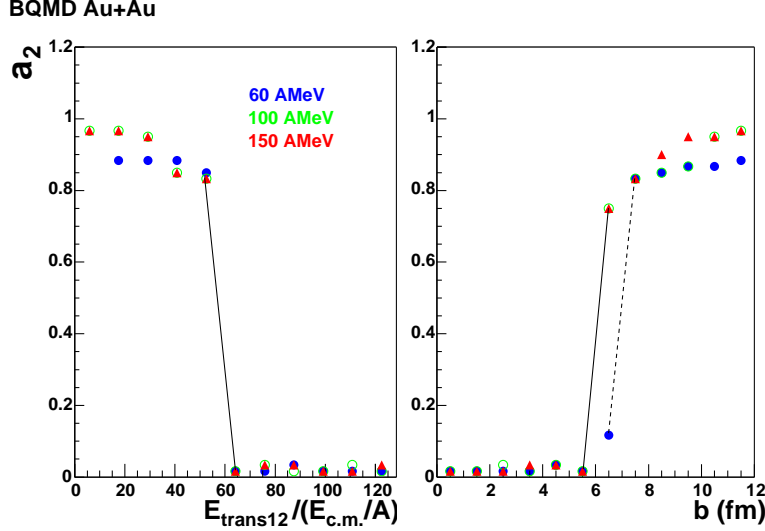 BQMD Au+Au
a2
1.2
1
0.8
0.6
0.4
0.2
0
60 AMeV
100 AMeV
150 AMeV
0 20 40 60 80 100 120
Etrans12/(Ec.m./A)
1.2
1
0.8
0.6
0.4
0.2
0
0 2 4 6 8 10 12
b (fm)